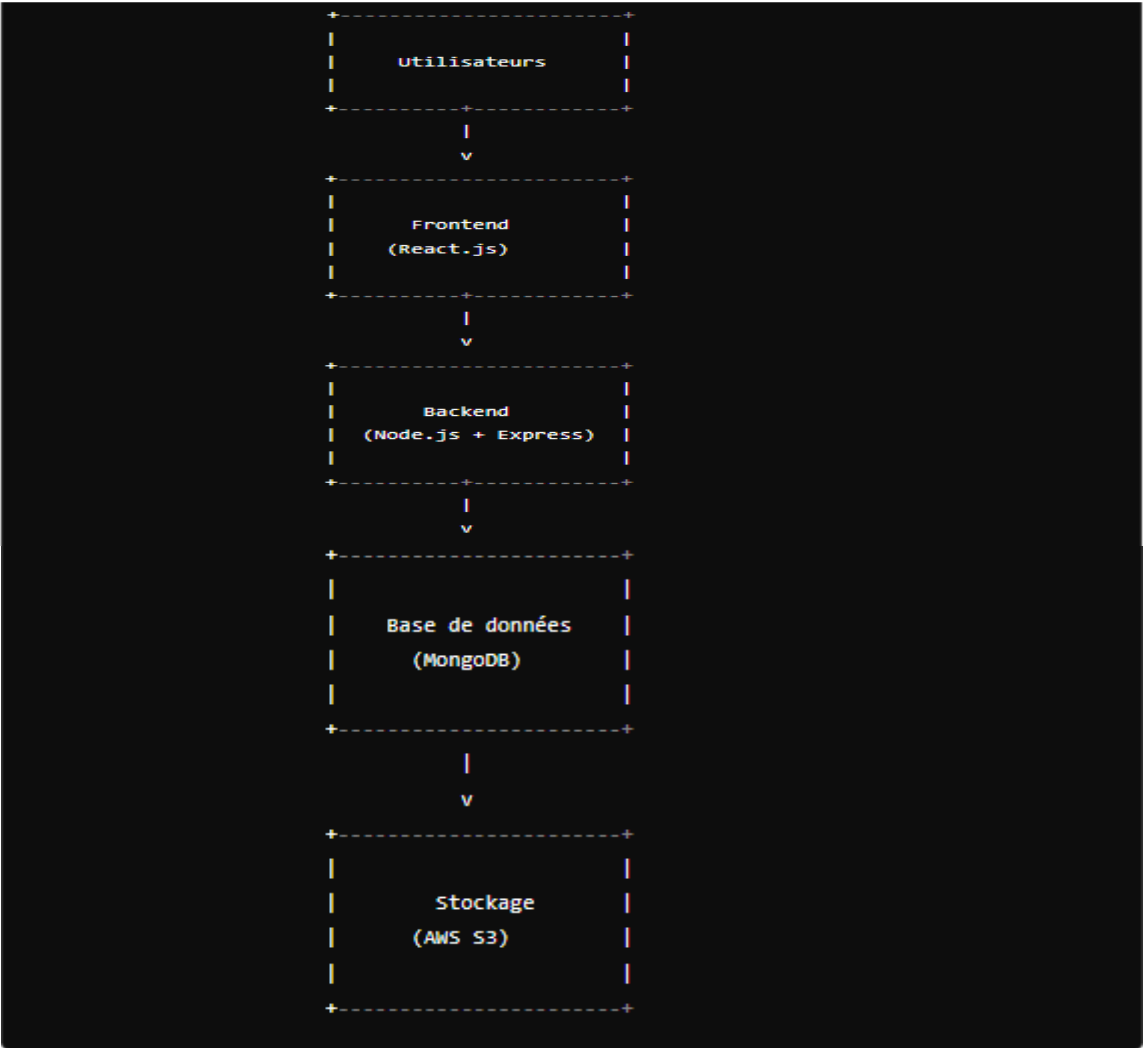 Utilisateurs
Frontend
(React.js)
Backend
(Node.js + Express)
Base de données
(MongoDB)
Stockage
(AWS S3)